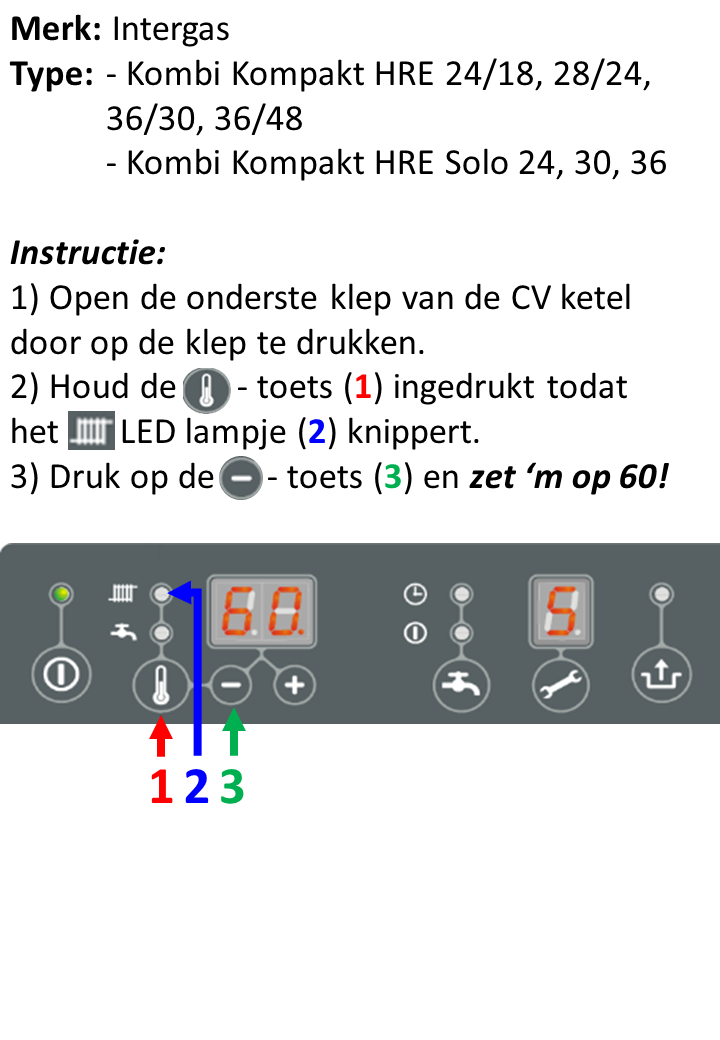 Merk: Intergas
Type: - Kombi Kompakt HRE 24/18, 28/24,
36/30, 36/48
- Kombi Kompakt HRE Solo 24, 30, 36
Instructie:
1) Open de onderste klep van de CV ketel
door op de klep te drukken.
2) Houd de - toets (1) ingedrukt todat
het LED lampje (2) knippert.
3) Druk op de - toets (3) en zet ‘m op 60!
60. 5
1 2 3